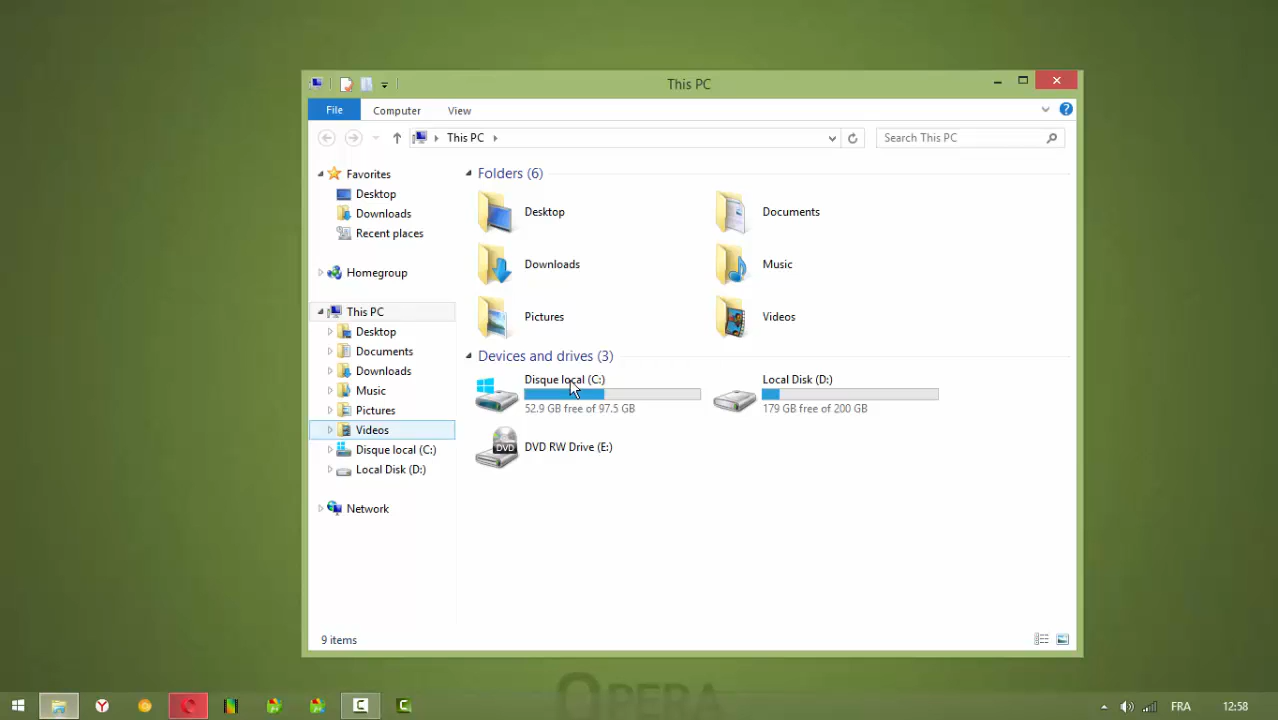 This PC
File Computer View
This PC
Search This PC
Favorites
Desktop
Downloads
Recent places
Homegroup
This PC
Desktop
Documents
Downloads
Music
Pictures
Videos
Disque local (C:)
Local Disk (D:)
Network
Folders (6)
Desktop
Documents
Downloads
Music
Pictures
Videos
Devices and drives (3)
Disque local (C:)
52.9 GB free of 97.5 GB
Local Disk (D:)
179 GB free of 200 GB
DVD
DVD RW Drive (E:)
9 items
OPERA
FRA
12:58